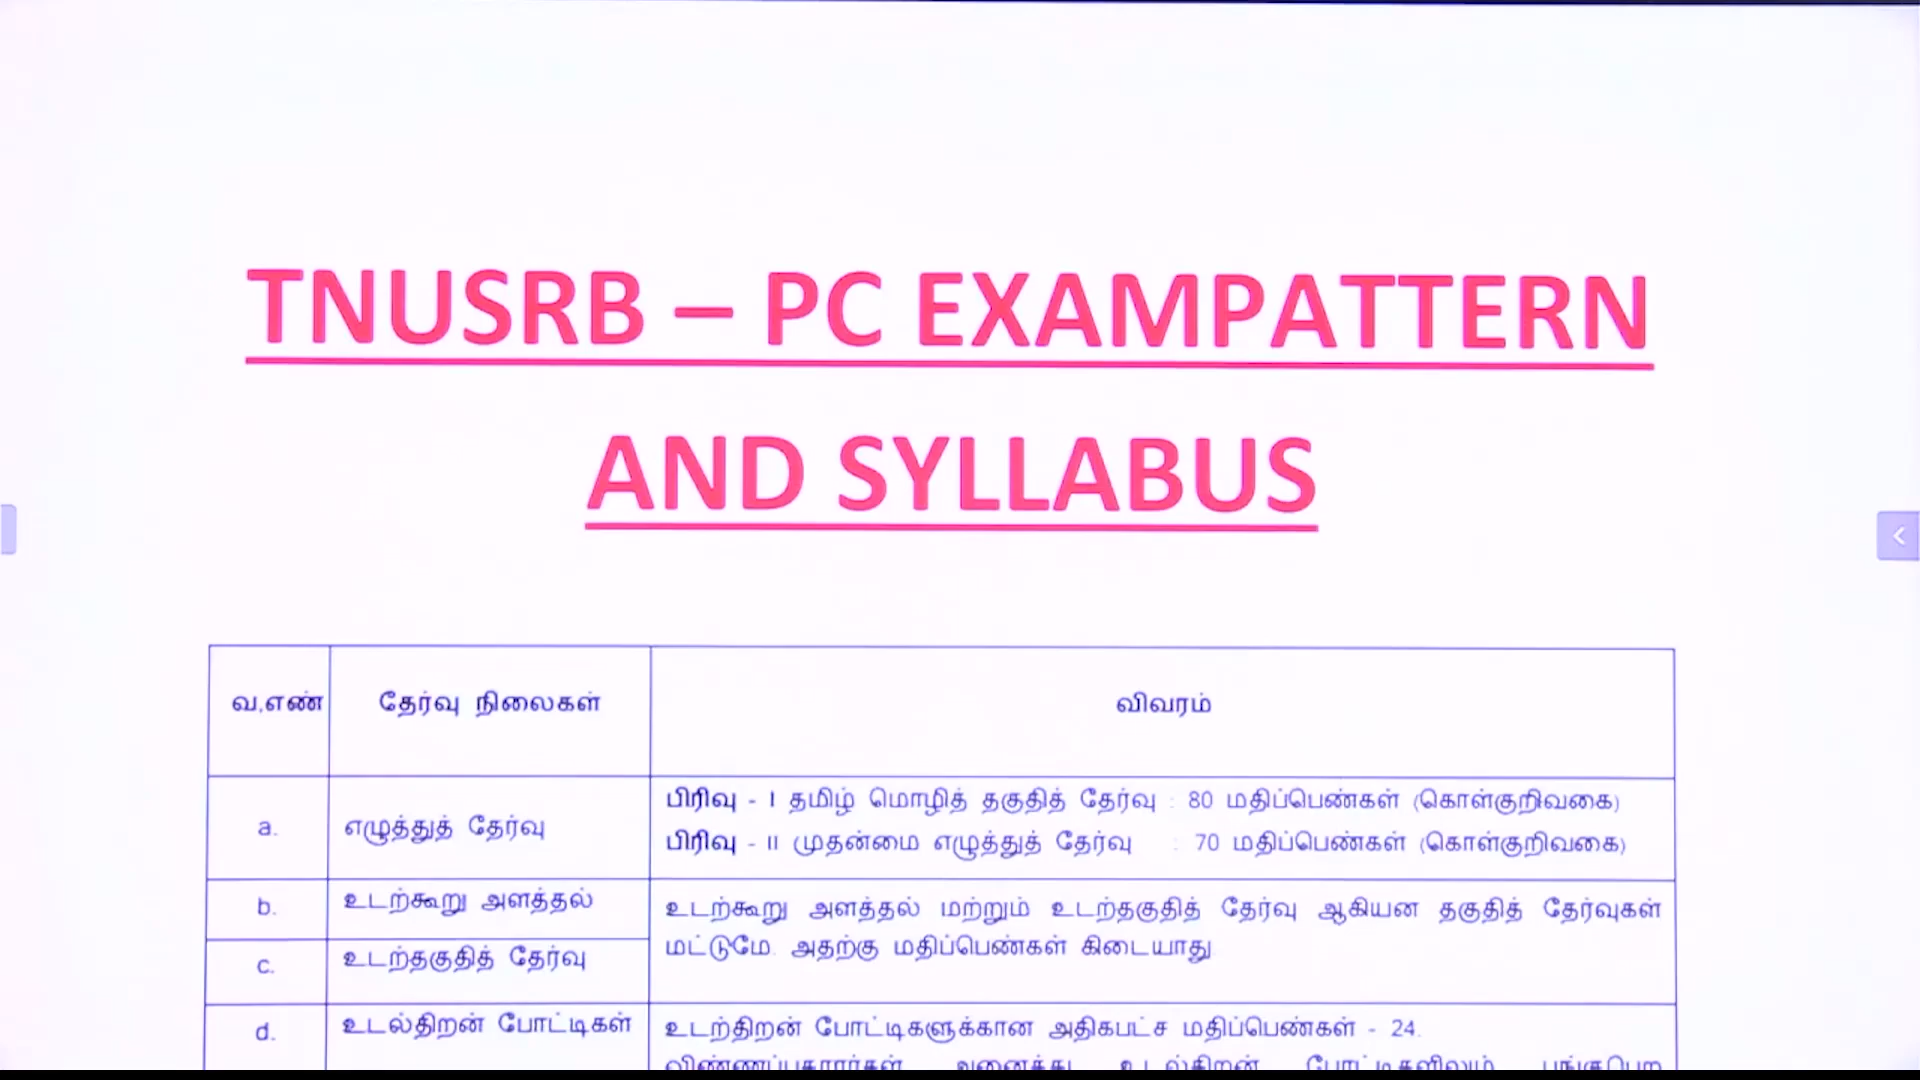 TNUSRB – PC EXAMPATTERN
AND SYLLABUS
வ.எண் தேர்வு நிலைகள் விவரம்
a. எழுத்துத் தேர்வு
பிரிவு - I தமிழ் மொழித் தகுதித் தேர்வு : 80 மதிப்பெண்கள் (கொள்குறிவகை)
பிரிவு - II முதன்மை எழுத்துத் தேர்வு : 70 மதிப்பெண்கள் (கொள்குறிவகை)
b. உடற்கூறு அளத்தல்
c. உடற்தகுதித் தேர்வு
உடற்கூறு அளத்தல் மற்றும் உடற்தகுதித் தேர்வு ஆகியன தகுதித் தேர்வுகள்
மட்டுமே. அதற்கு மதிப்பெண்கள் கிடையாது
d. உடல்திறன் போட்டிகள்
உடற்திறன் போட்டிகளுக்கான அதிகபட்ச மதிப்பெண்கள் - 24.